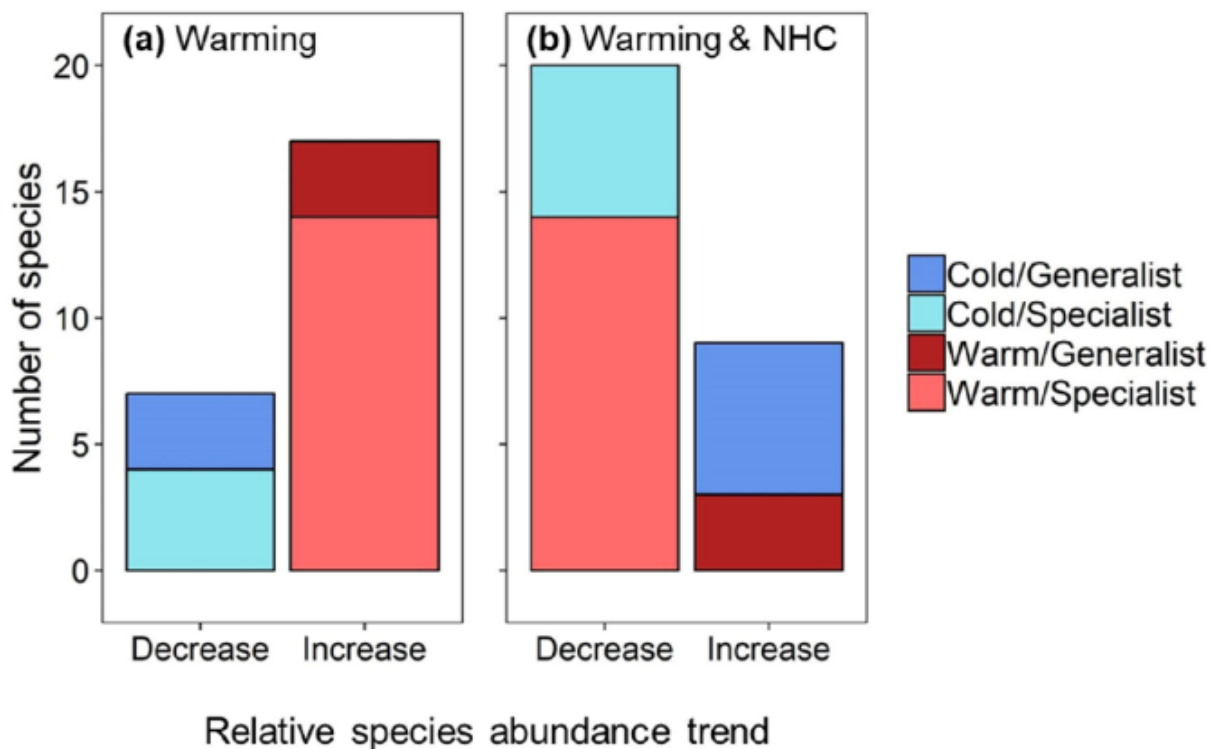 (a) Warming
(b) Warming & NHC
Number of species
20
15
10
5
0
Decrease Increase
Decrease Increase
Relative species abundance trend
Cold/Generalist
Cold/Specialist
Warm/Generalist
Warm/Specialist